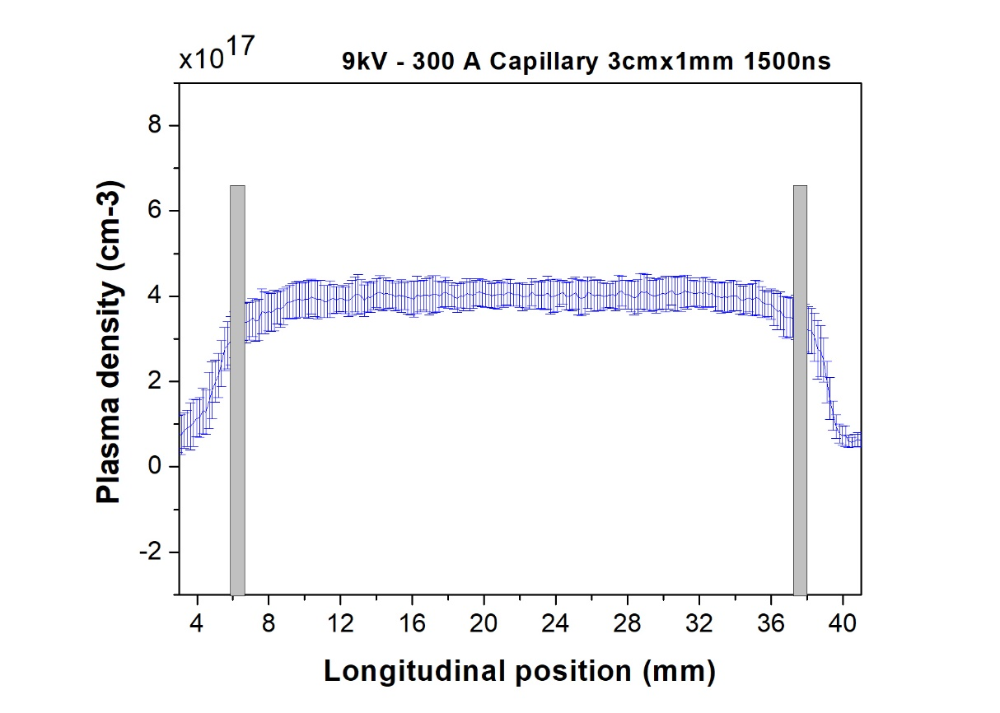 x10^17
9kV - 300 A Capillary 3cmx1mm 1500ns
Plasma density (cm-3)
8
6
4
2
0
-2
4 8 12 16 20 24 28 32 36 40
Longitudinal position (mm)